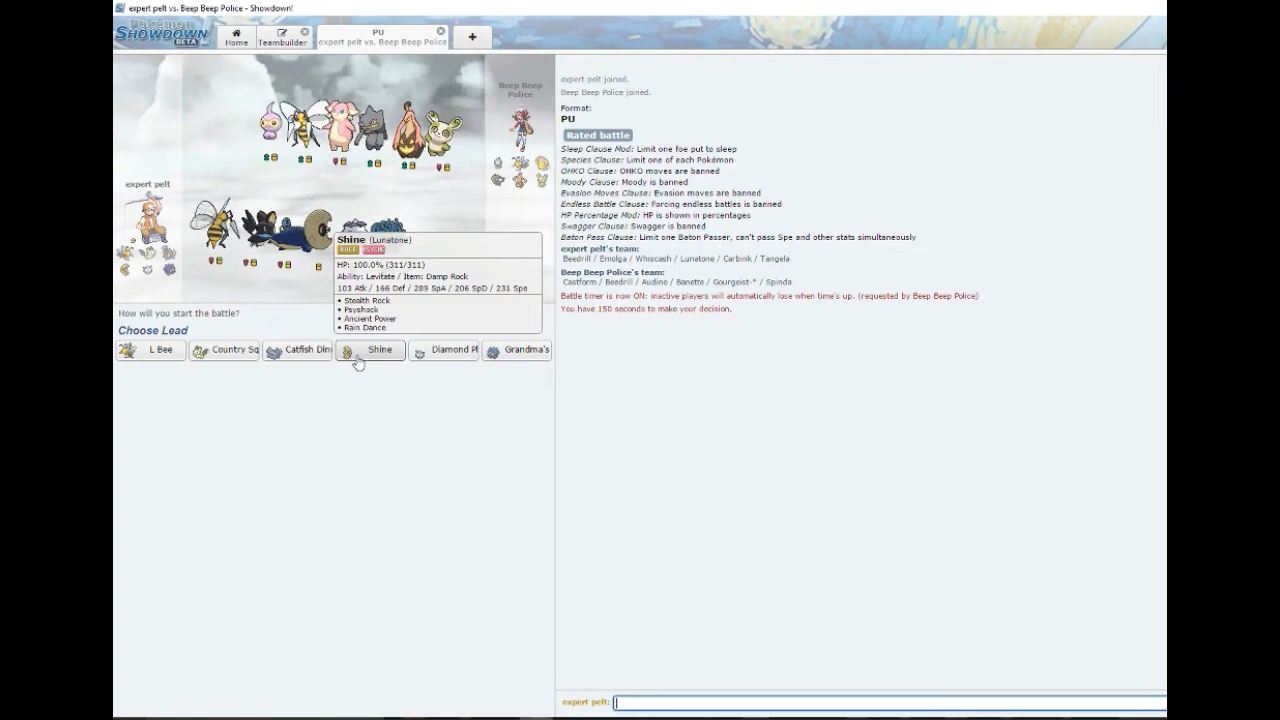 expert pelt vs. Beep Beep Police - Showdown!
Pokémon
SHOWDOWN
BETA
Home
Teambuilder
PU
expert pelt vs. Beep Beep Police
+
Beep Beep
Police
expert pelt
Shine (Lunatone)
ROCK PSYCHC
HP: 100.0% (311/311)
Ability: Levitate / Item: Damp Rock
103 Atk / 166 Def / 289 SpA / 206 SpD / 231 Spe
• Stealth Rock
• Psyshock
• Ancient Power
• Rain Dance
How will you start the battle?
Choose Lead
L Bee
Country Sq
Catfish Din
Shine
Diamond Pl
Grandma's
expert pelt joined.
Beep Beep Police joined.
Format:
PU
Rated battle
Sleep Clause Mod: Limit one foe put to sleep
Species Clause: Limit one of each Pokémon
OHKO Clause: OHKO moves are banned
Moody Clause: Moody is banned
Evasion Moves Clause: Evasion moves are banned
Endless Battle Clause: Forcing endless battles is banned
HP Percentage Mod: HP is shown in percentages
Swagger Clause: Swagger is banned
Baton Pass Clause: Limit one Baton Passer, can't pass Spe and other stats simultaneously
expert pelt's team:
Beedrill / Emolga / Whiscash / Lunatone / Carbink / Tangela
Beep Beep Police's team:
Castform / Beedrill / Audino / Banette / Gourgeist-* / Spinda
Battle timer is now ON: inactive players will automatically lose when time's up. (requested by Beep Beep Police)
You have 150 seconds to make your decision.
expert pelt: